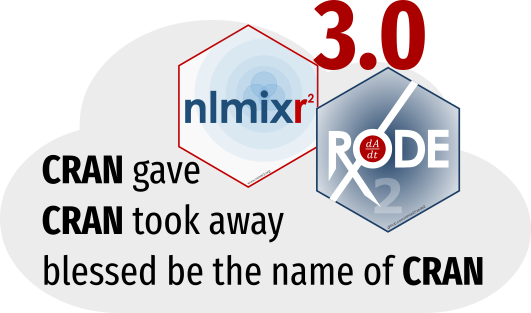 3.0
nlmixr²
RxODE
dA
dt
2
CRAN gave
CRAN took away
blessed be the name of CRAN